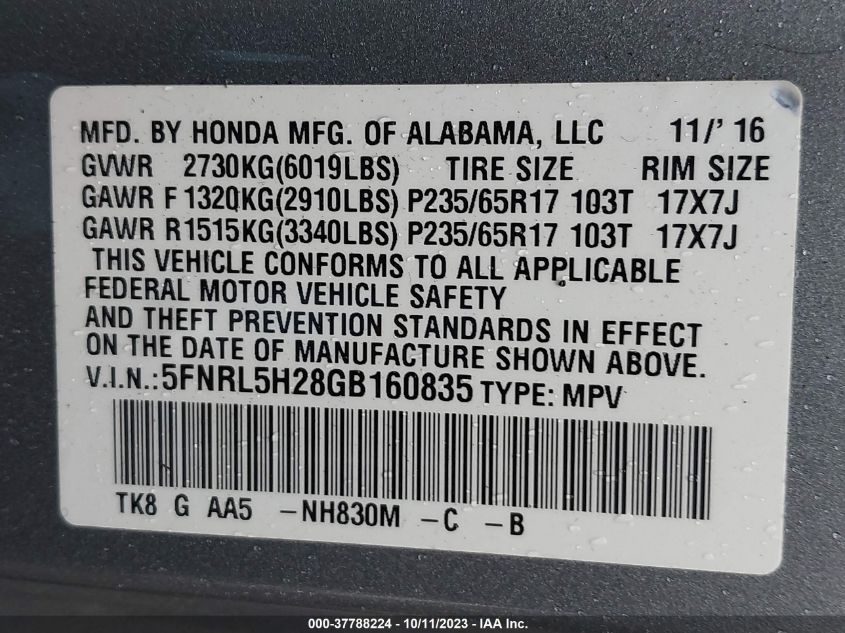 MFD. BY HONDA MFG. OF ALABAMA, LLC 11/' 16
GVWR 2730KG(6019LBS) TIRE SIZE RIM SIZE
GAWR F 1320KG(2910LBS) P235/65R17 103T 17X7J
GAWR R1515KG(3340LBS) P235/65R17 103T 17X7J
THIS VEHICLE CONFORMS TO ALL APPLICABLE
FEDERAL MOTOR VEHICLE SAFETY
AND THEFT PREVENTION STANDARDS IN EFFECT
ON THE DATE OF MANUFACTURE SHOWN ABOVE.
V.I.N.:5FNRL5H28GB160835 TYPE: MPV
TK8 G AA5 -NH830M -C -B
000-37788224 - 10/11/2023 - IAA Inc.